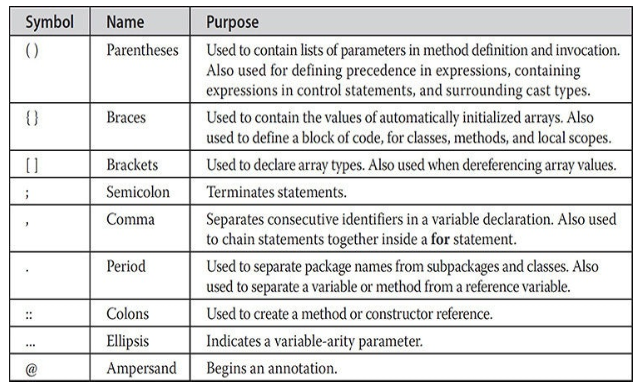 Symbol Name Purpose
( ) Parentheses Used to contain lists of parameters in method definition and invocation.
Also used for defining precedence in expressions, containing
expressions in control statements, and surrounding cast types.
{ } Braces Used to contain the values of automatically initialized arrays. Also
used to define a block of code, for classes, methods, and local scopes.
[ ] Brackets Used to declare array types. Also used when dereferencing array values.
; Semicolon Terminates statements.
, Comma Separates consecutive identifiers in a variable declaration. Also used
to chain statements together inside a for statement.
. Period Used to separate package names from subpackages and classes. Also
used to separate a variable or method from a reference variable.
:: Colons Used to create a method or constructor reference.
... Ellipsis Indicates a variable-arity parameter.
@ Ampersand Begins an annotation.